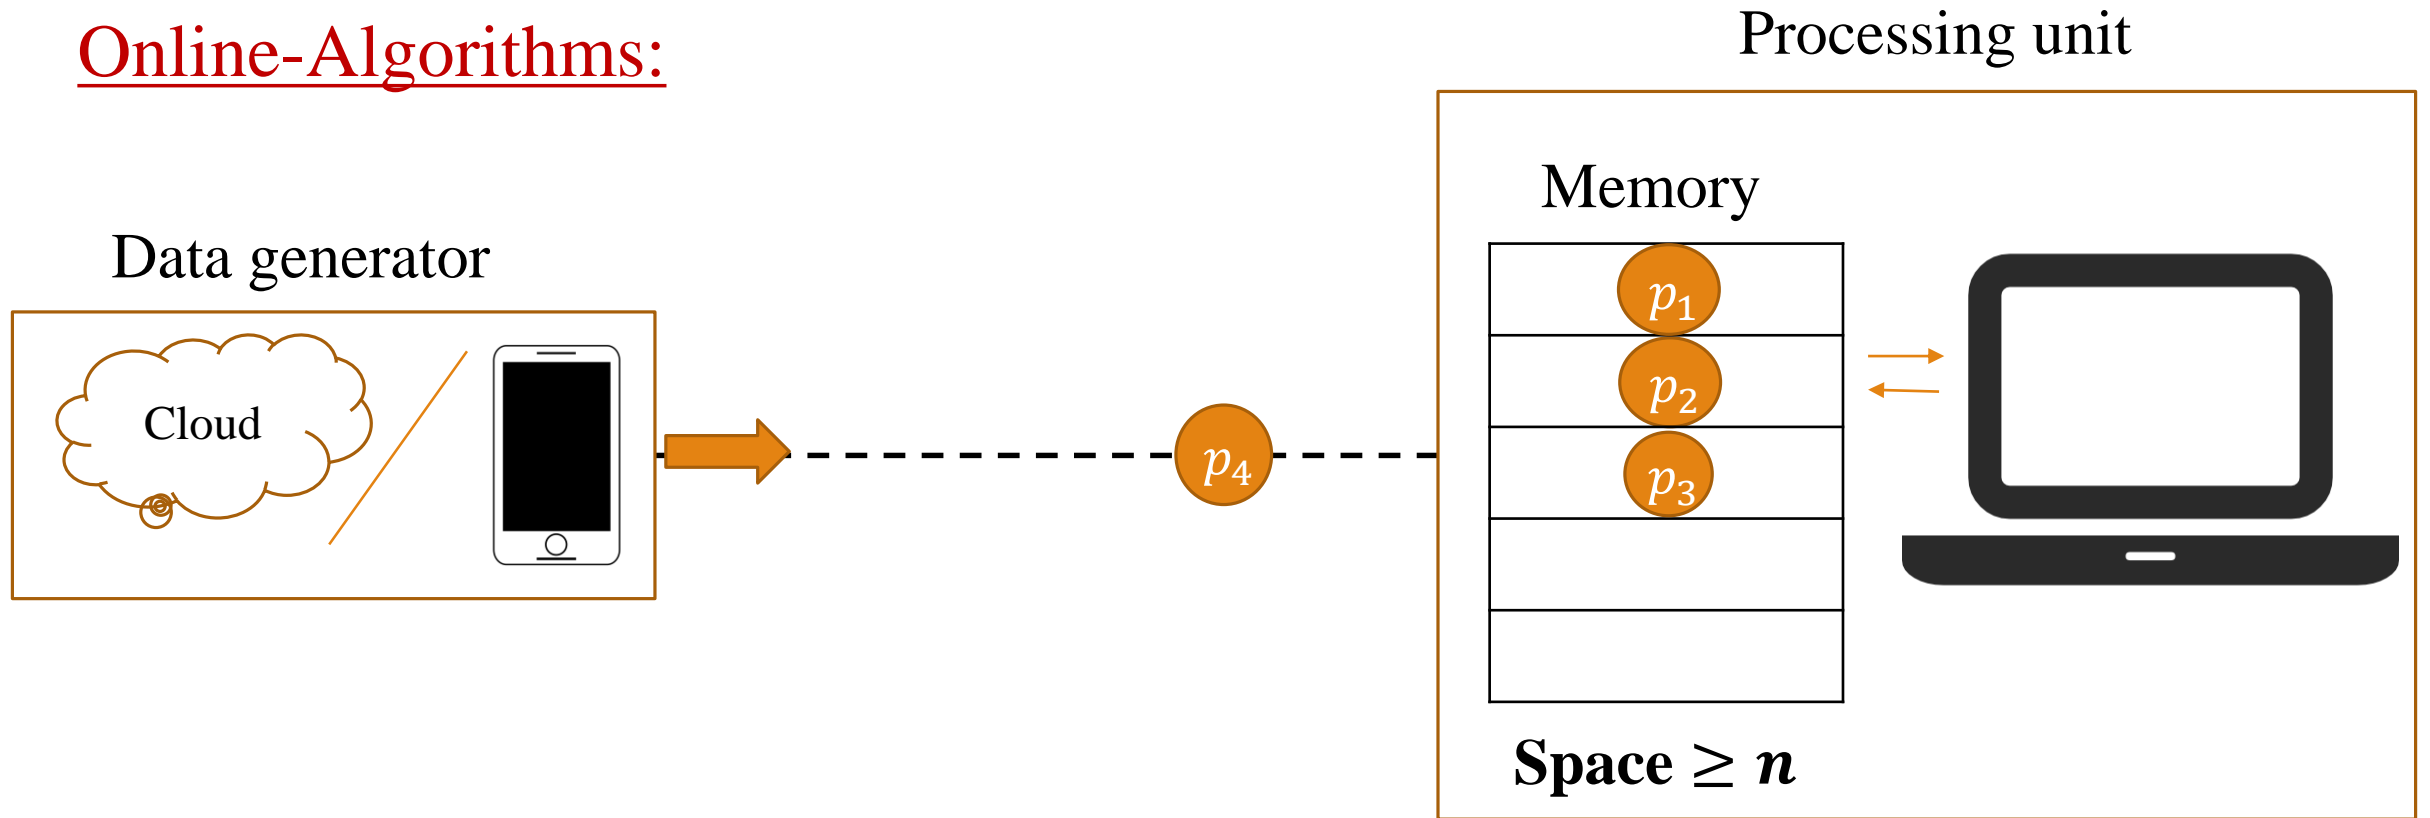 Online-Algorithms:
Processing unit
Memory
Data generator
Cloud
p₁
p₂
p₃
p₄
Space ≥ n